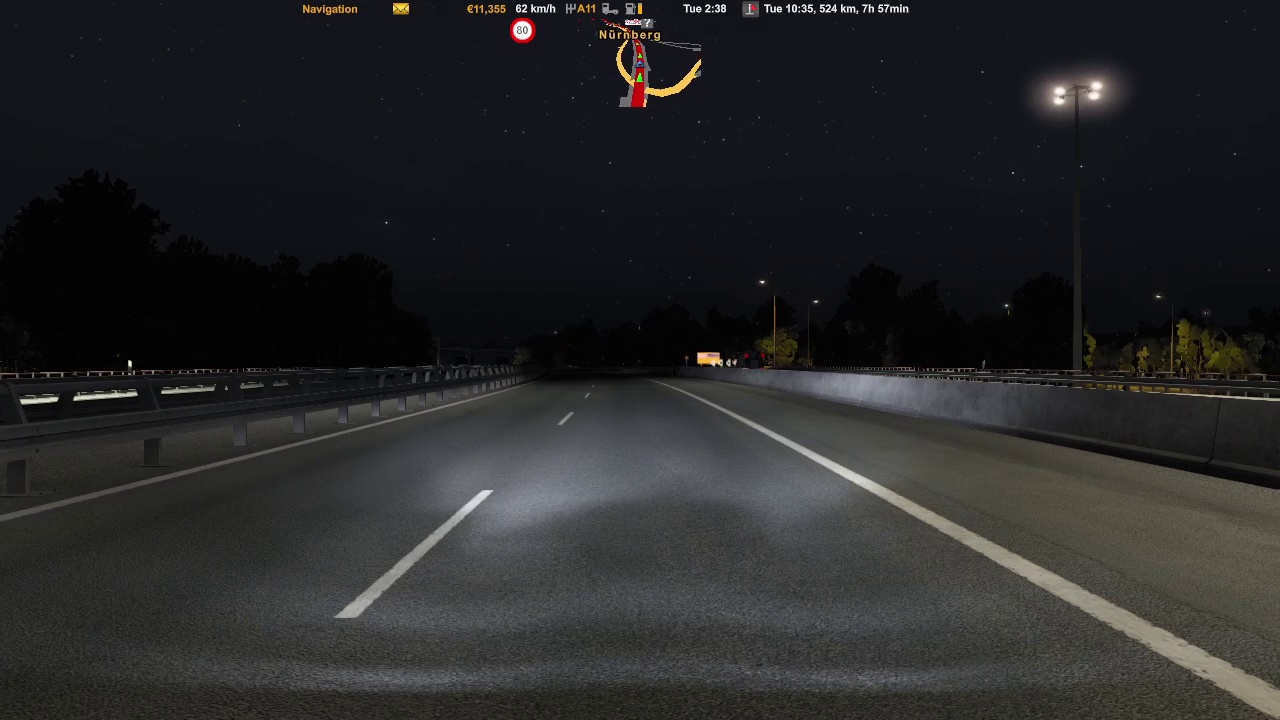 Navigation
€11,355 62 km/h A11
Tue 2:38
Tue 10:35, 524 km, 7h 57min
80
?
Nürnberg